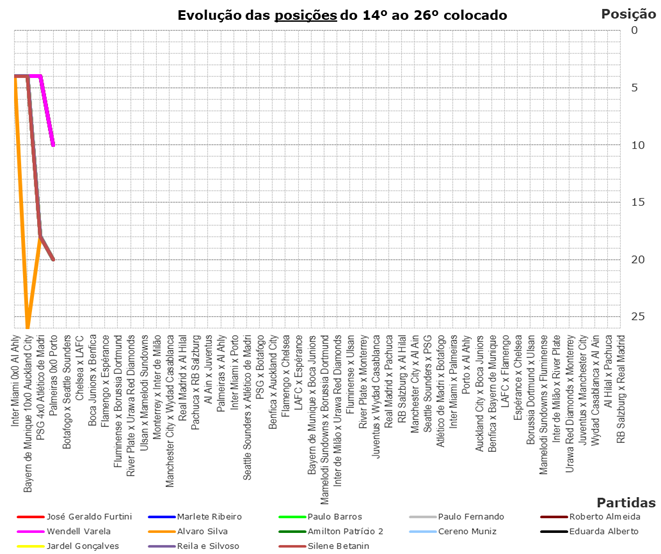 Evolução das posições do 14º ao 26º colocado
Posição
0
5
10
15
20
25
Inter Miami 0x0 Al Ahly
Bayern de Munique 10x0 Auckland City
PSG 4x0 Atlético de Madri
Palmeiras 0x0 Porto
Botafogo x Seattle Sounders
Chelsea x LAFC
Boca Juniors x Benfica
Flamengo x Espérance
Fluminense x Borussia Dortmund
River Plate x Urawa Red Diamonds
Ulsan x Mamelodi Sundowns
Monterrey x Inter de Milão
Manchester City x Wydad Casablanca
Real Madrid x Al Hilal
Pachuca x RB Salzburg
Al Ain x Juventus
Palmeiras x Al Ahly
Inter Miami x Porto
Seattle Sounders x Atlético de Madri
PSG x Botafogo
Benfica x Auckland City
Flamengo x Chelsea
LAFC x Espérance
Bayern de Munique x Boca Juniors
Mamelodi Sundowns x Borussia Dortmund
Inter de Milão x Urawa Red Diamonds
Fluminense x Ulsan
River Plate x Monterrey
Juventus x Wydad Casablanca
Real Madrid x Pachuca
RB Salzburg x Al Hilal
Manchester City x Al Ain
Seattle Sounders x PSG
Atlético de Madri x Botafogo
Inter Miami x Palmeiras
Porto x Al Ahly
Auckland City x Boca Juniors
Benfica x Bayern de Munique
LAFC x Flamengo
Espérance x Chelsea
Borussia Dortmund x Ulsan
Mamelodi Sundowns x Fluminense
Inter de Milão x River Plate
Urawa Red Diamonds x Monterrey
Juventus x Manchester City
Wydad Casablanca x Al Ain
Al Hilal x Pachuca
RB Salzburg x Real Madrid
Partidas
José Geraldo Furtini
Marlete Ribeiro
Paulo Barros
Paulo Fernando
Roberto Almeida
Wendell Varela
Alvaro Silva
Amilton Patrício 2
Cereno Muniz
Eduarda Alberto
Jardel Gonçalves
Reila e Silvoso
Silene Betanin